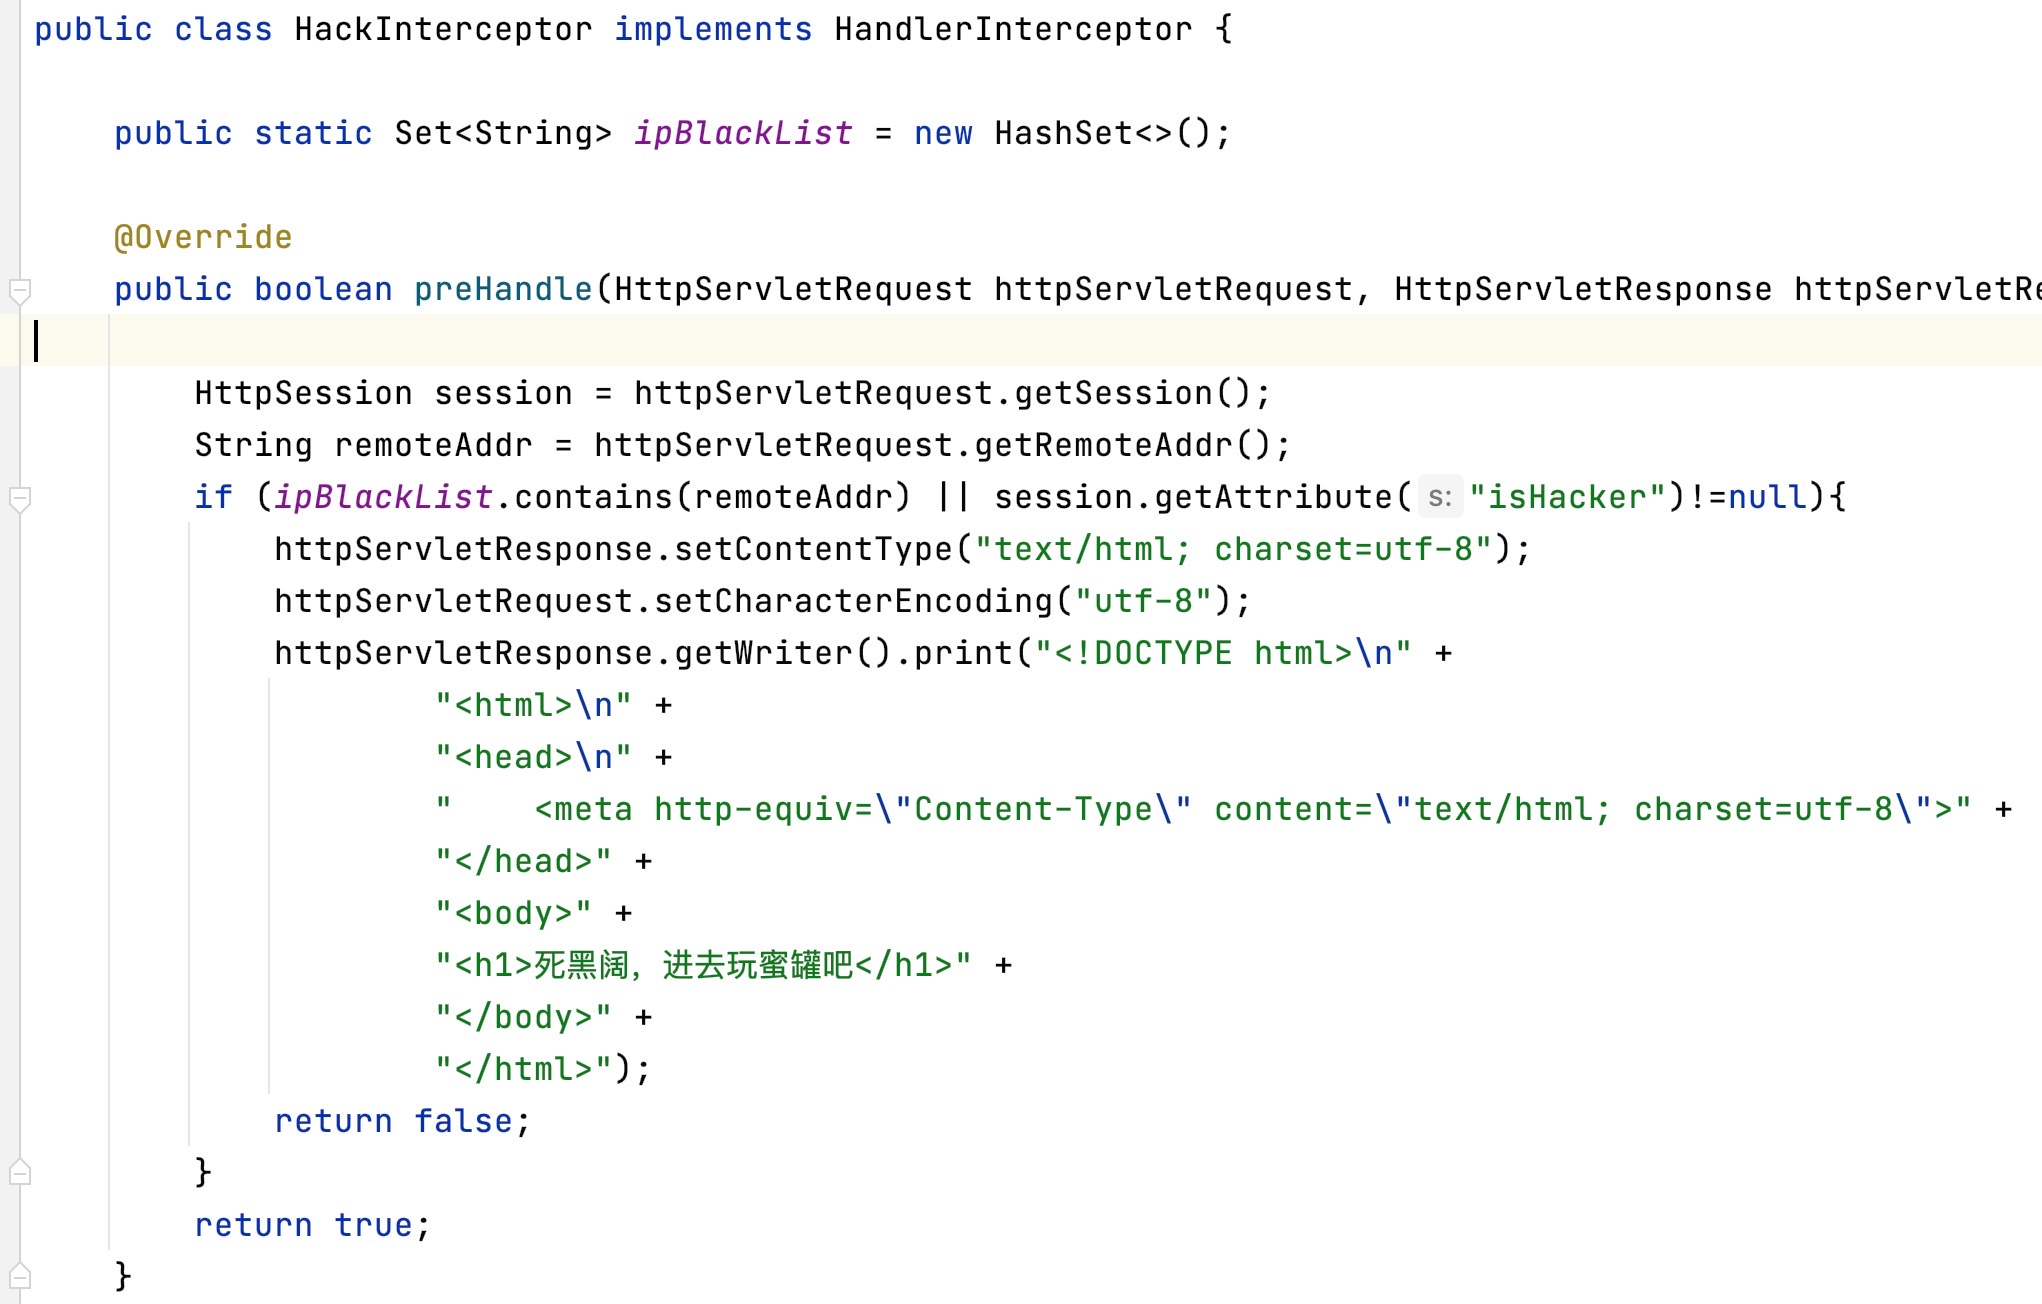 public class HackInterceptor implements HandlerInterceptor {
public static Set<String> ipBlackList = new HashSet<>();
@Override
public boolean preHandle(HttpServletRequest httpServletRequest, HttpServletResponse httpServletRe
HttpSession session = httpServletRequest.getSession();
String remoteAddr = httpServletRequest.getRemoteAddr();
if (ipBlackList.contains(remoteAddr) || session.getAttribute( s: "isHacker")!=null){
httpServletResponse.setContentType("text/html; charset=utf-8");
httpServletRequest.setCharacterEncoding("utf-8");
httpServletResponse.getWriter().print("<!DOCTYPE html>\n" +
"<html>\n" +
"<head>\n" +
"    <meta http-equiv=\"Content-Type\" content=\"text/html; charset=utf-8\">" +
"</head>" +
"<body>" +
"<h1>死黑阔，进去玩蜜罐吧</h1>" +
"</body>" +
"</html>");
return false;
}
return true;
}